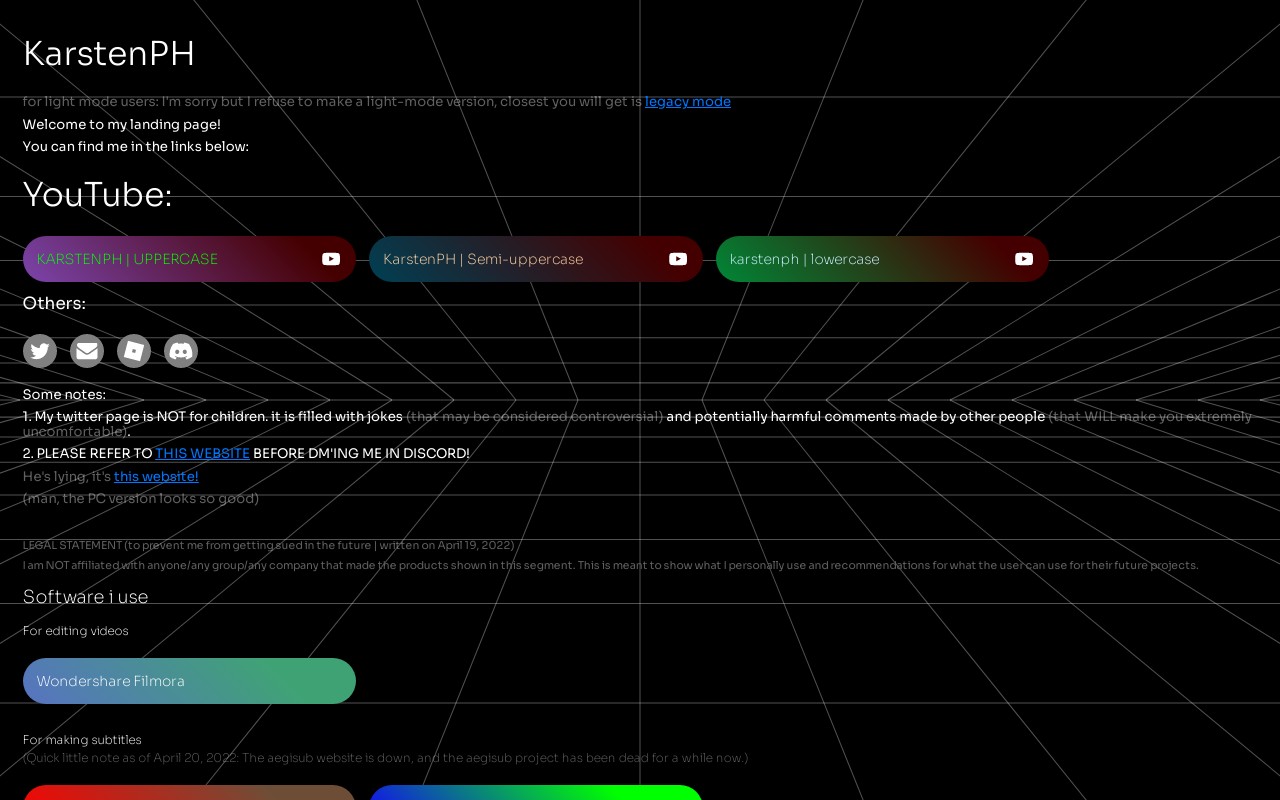 KarstenPH
for light mode users: I'm sorry but I refuse to make a light-mode version, closest you will get is legacy mode
Welcome to my landing page!
You can find me in the links below:
YouTube:
KARSTENPH | UPPERCASE
KarstenPH | Semi-uppercase
karstenph | lowercase
Others:
Some notes:
1. My twitter page is NOT for children. it is filled with jokes (that may be considered controversial) and potentially harmful comments made by other people (that WILL make you extremely
uncomfortable).
2. PLEASE REFER TO THIS WEBSITE BEFORE DM'ING ME IN DISCORD!
He's lying, it's this website!
(man, the PC version looks so good)
LEGAL STATEMENT (to prevent me from getting sued in the future | written on April 19, 2022)
I am NOT affiliated with anyone/any group/any company that made the products shown in this segment. This is meant to show what I personally use and recommendations for what the user can use for their future projects.
Software i use
For editing videos
Wondershare Filmora
For making subtitles
(Quick little note as of April 20, 2022: The aegisub website is down, and the aegisub project has been dead for a while now.)